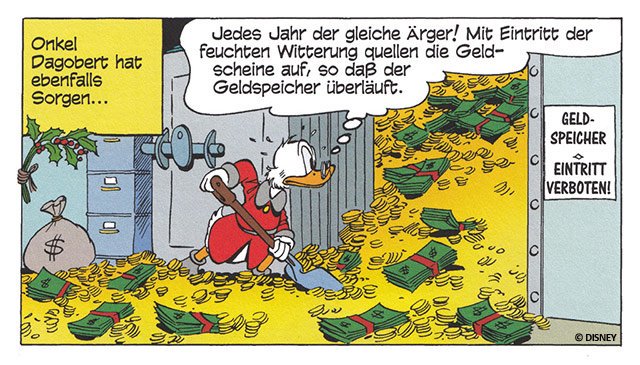 Onkel
Dagobert hat
ebenfalls
Sorgen...
Jedes Jahr der gleiche Ärger! Mit Eintritt der
feuchten Witterung quellen die Geld-
scheine auf, so daß der
Geldspeicher überläuft.
GELD-
SPEICHER
EINTRITT
VERBOTEN!
$
$
$
$
© DISNEY